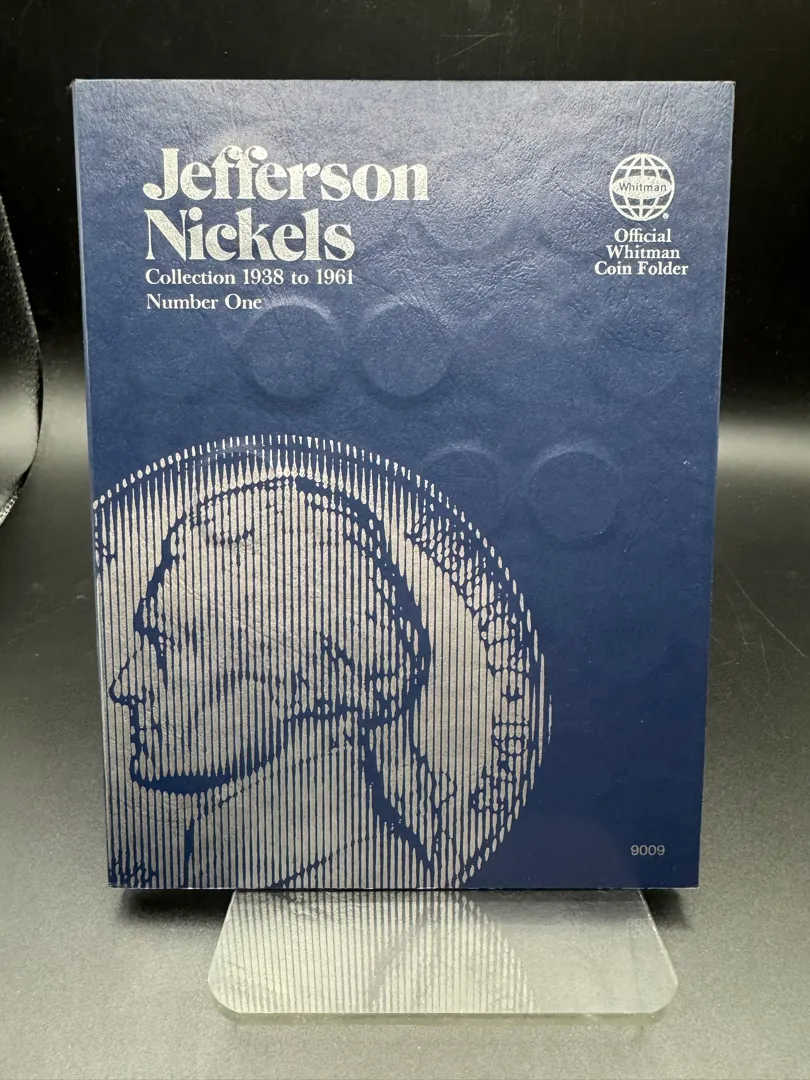 Jefferson
Nickels
Collection 1938 to 1961
Number One
Whitman
®
Official
Whitman
Coin Folder
9009